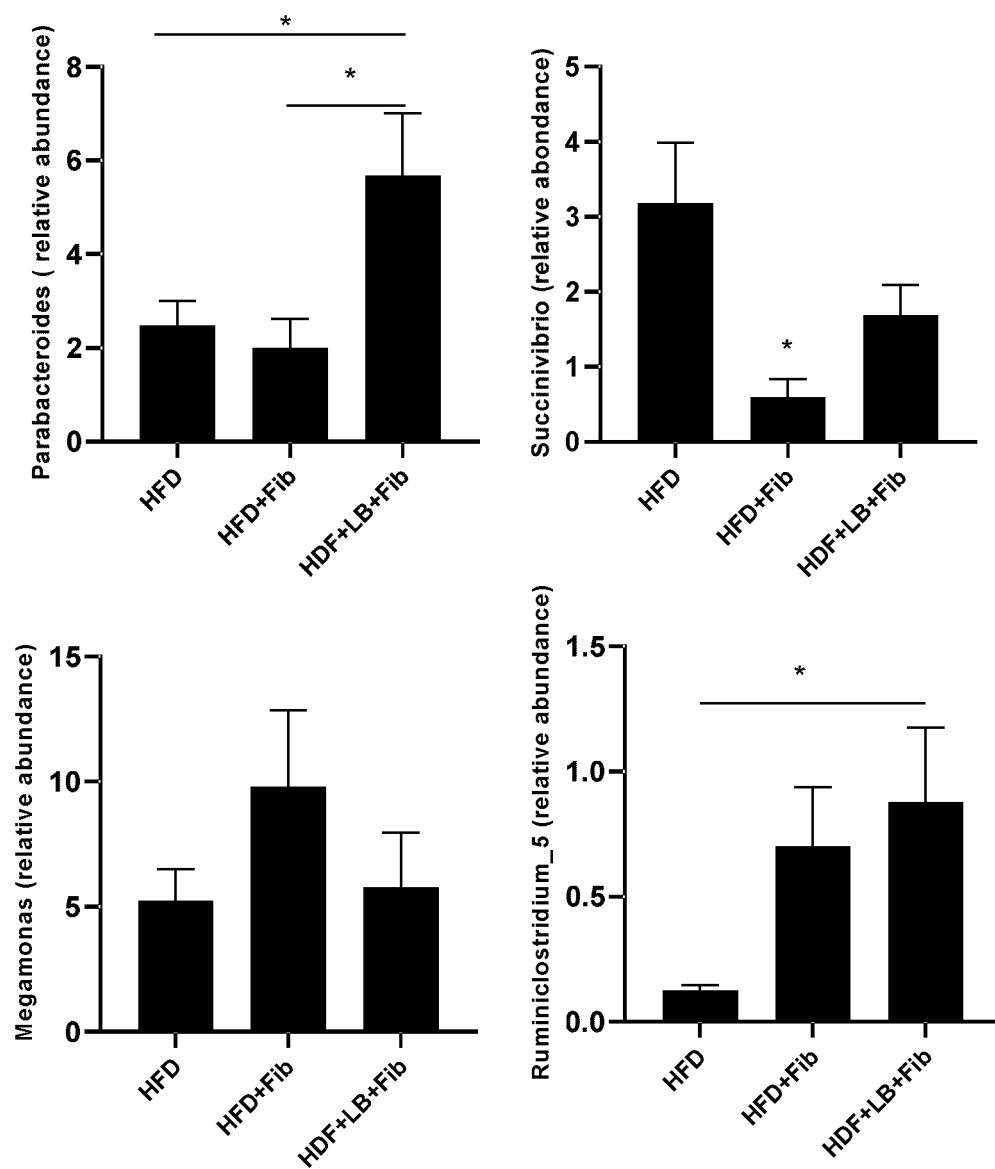 *
*
Parabacteroides ( relative abundance)
8
6
4
2
0
HFD
HFD+Fib
HDF+LB+Fib
Succinivibrio (relative abondance)
5
4
3
2
1
0
*
HFD
HFD+Fib
HDF+LB+Fib
Megamonas (relative abundance)
15
10
5
0
HFD
HFD+Fib
HDF+LB+Fib
Ruminiclostridium_5 (relative abundance)
1.5
1.0
0.5
0.0
*
HFD
HFD+Fib
HFD+LB+Fib